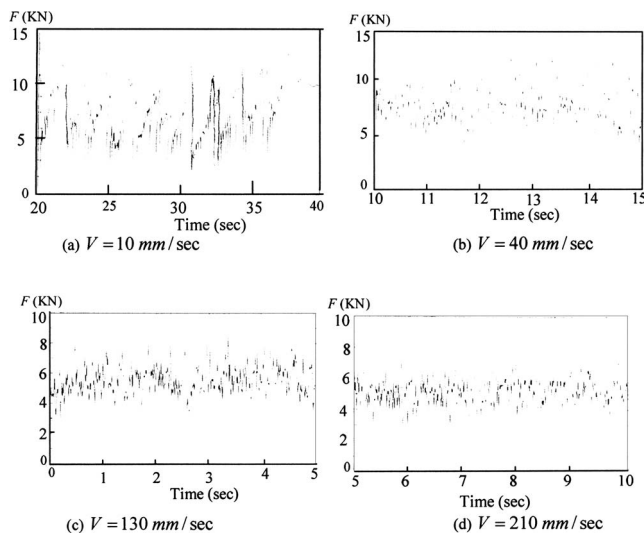 F (KN)
15
10
5
0
20 25 30 35 40
Time (sec)
(a) V = 10 mm/sec
F (KN)
15
10
5
0
10 11 12 13 14 15
Time (sec)
(b) V = 40 mm/sec
F (KN)
10
8
6
4
2
0
0 1 2 3 4 5
Time (sec)
(c) V = 130 mm/sec
F (KN)
10
8
6
4
2
0
5 6 7 8 9 10
Time (sec)
(d) V = 210 mm/sec